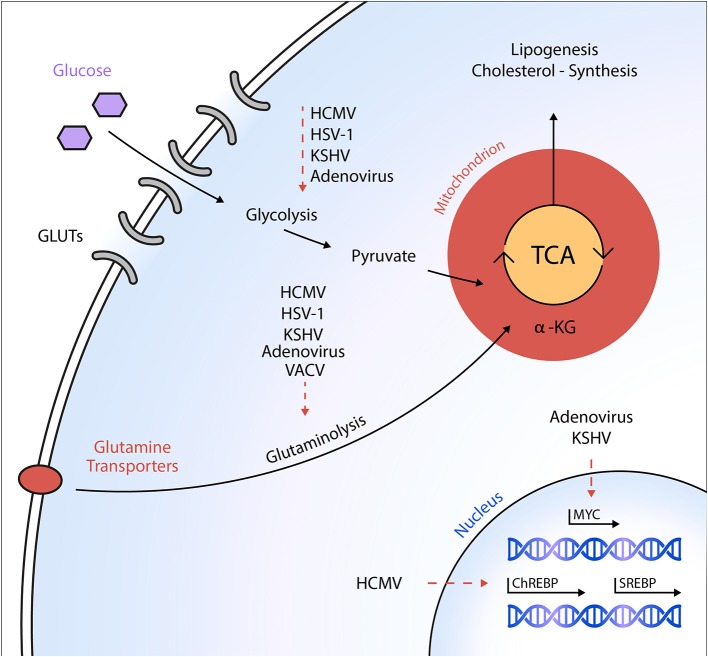 Lipogenesis
Cholesterol - Synthesis
Glucose
HCMV
HSV-1
KSHV
Adenovirus
Mitochondrion
Glycolysis
GLUTs
Pyruvate
TCA
HCMV
HSV-1
KSHV
Adenovirus
VACV
α-KG
Glutaminolysis
Glutamine
Transporters
Adenovirus
KSHV
Nucleus
MYC
HCMV
ChREBP
SREBP